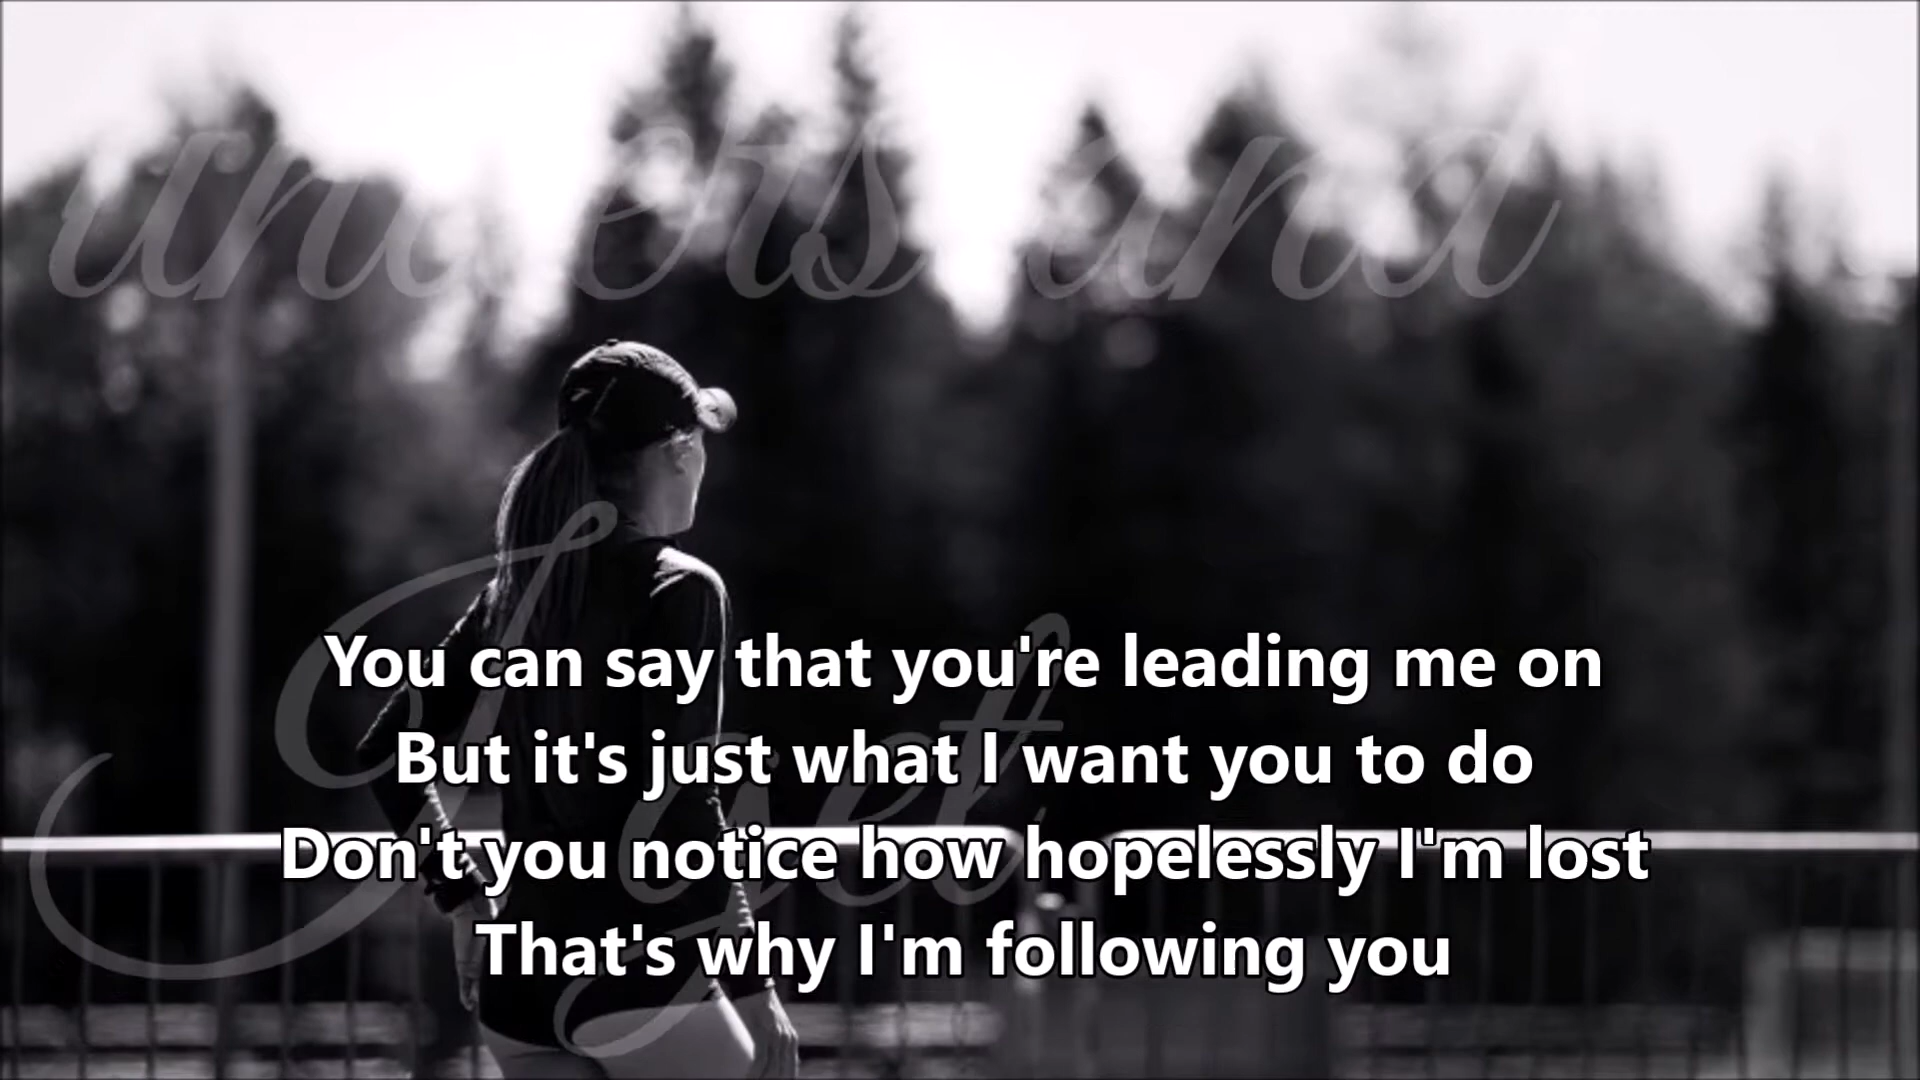 You can say that you're leading me on
But it's just what I want you to do
Don't you notice how hopelessly I'm lost
That's why I'm following you
I get